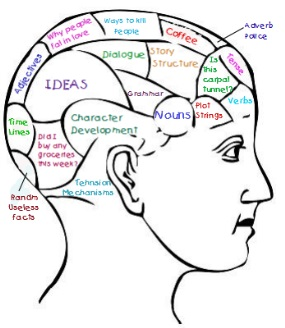 Ways to kill
People
Why people
fall in love
Coffee
Adverb
Police
Adjectives
Dialogue
Story
Structure
Is
this
carpal
tunnel?
Tense
IDEAS
Grammar
Verbs
Nouns
Plot
Strings
Time
Lines
Character
Development
Did I
buy any
groceries
this week?
Tehnsion
Mechanisms
Random
Useless
facts